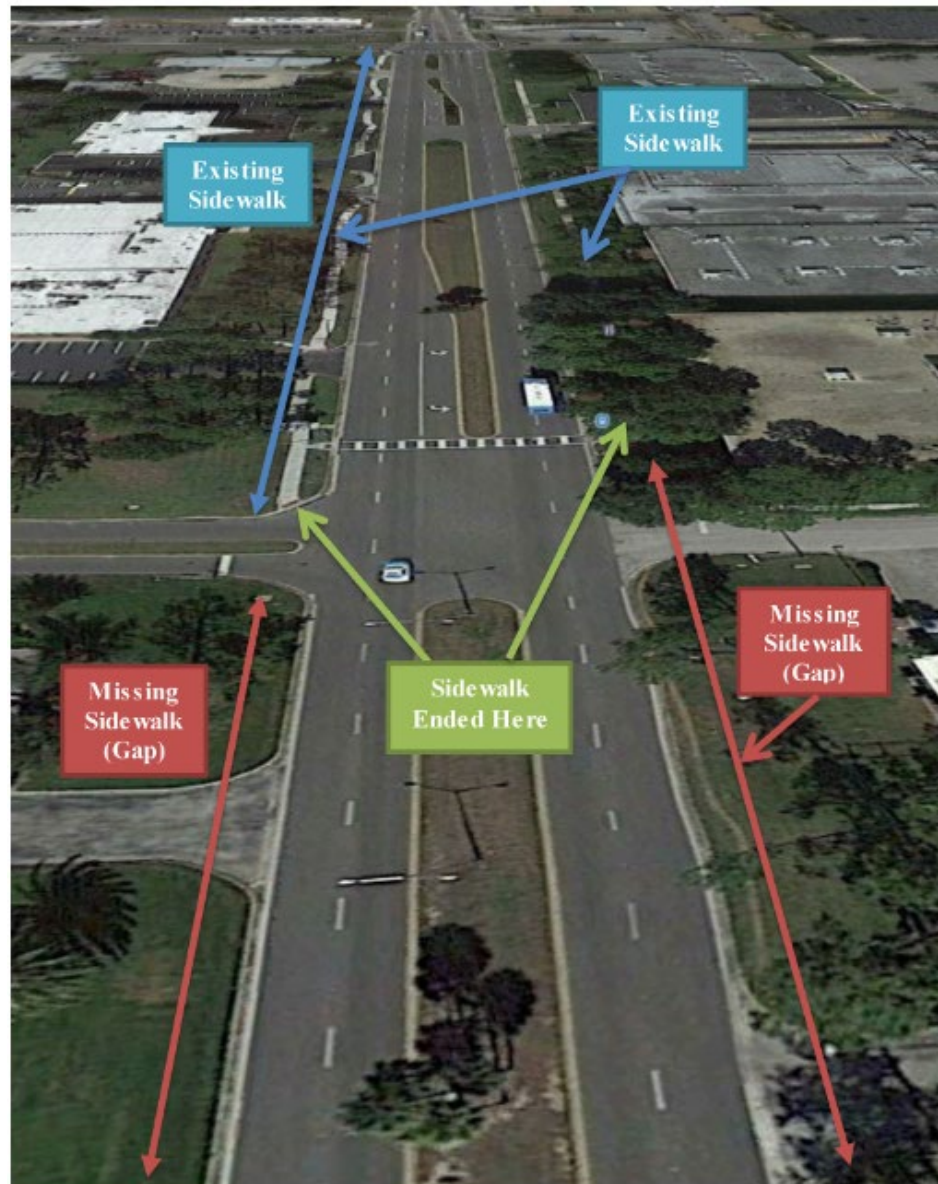 Existing
Sidewalk
Existing
Sidewalk
Missing
Sidewalk
(Gap)
Missing
Sidewalk
(Gap)
Sidewalk
Ended Here